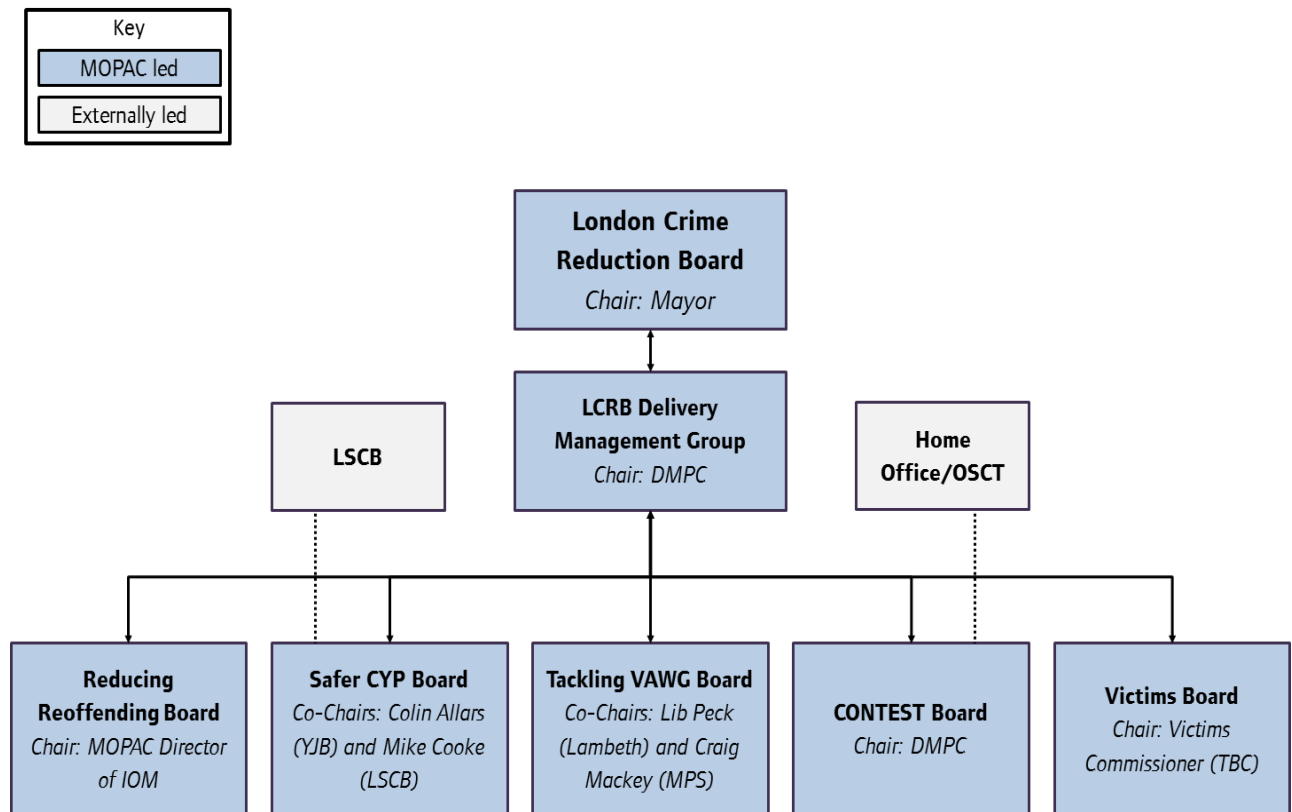 Key
MOPAC led
Externally led
London Crime
Reduction Board
Chair: Mayor
LSCB
LCRB Delivery
Management Group
Chair: DMPC
Home
Office/OSCT
Reducing
Reoffending Board
Chair: MOPAC Director
of IOM
Safer CYP Board
Co-Chairs: Colin Allars
(YJB) and Mike Cooke
(LSCB)
Tackling VAWG Board
Co-Chairs: Lib Peck
(Lambeth) and Craig
Mackey (MPS)
CONTEST Board
Chair: DMPC
Victims Board
Chair: Victims
Commissioner (TBC)